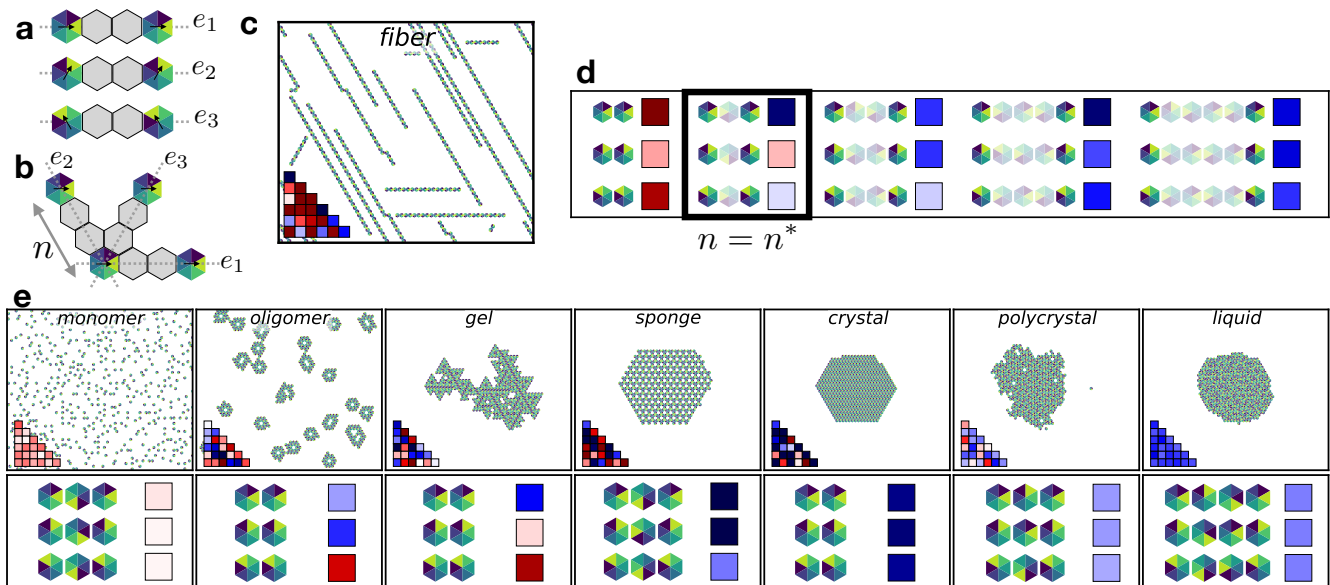 a
e1
e2
e3
b
e2
e3
n
e1
c
fiber
d
n = n*
e
monomer
oligomer
gel
sponge
crystal
polycrystal
liquid